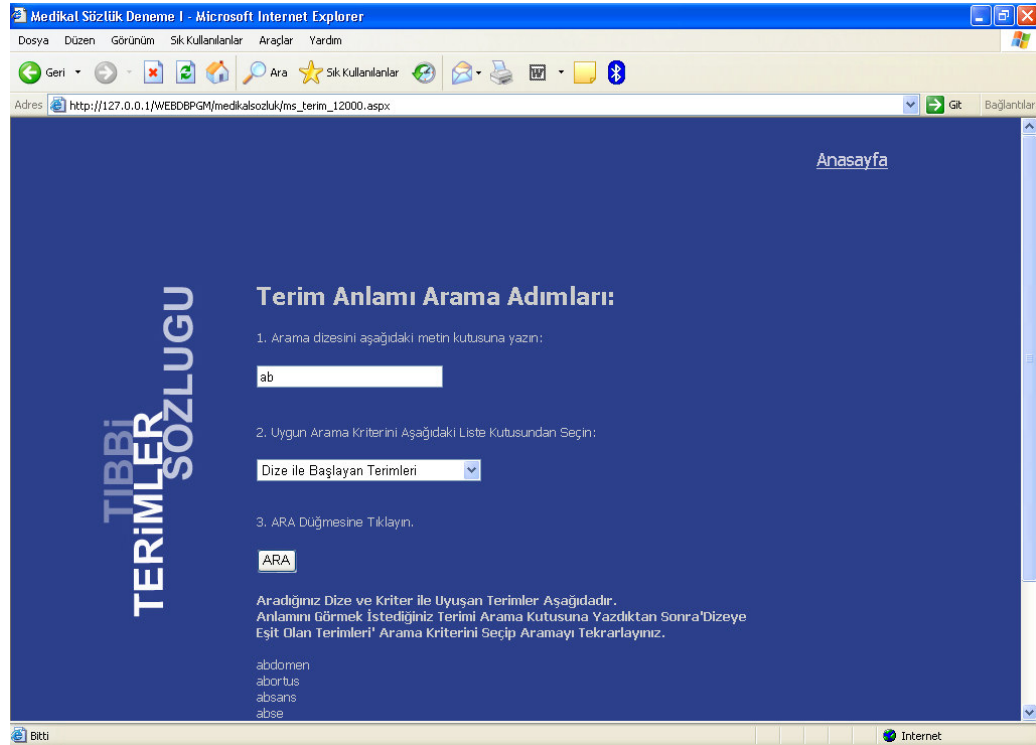 Medikal Sözlük Deneme I - Microsoft Internet Explorer
Dosya Düzen Görünüm Sık Kullanılanlar Araçlar Yardım
Geri Ara Sık Kullanılanlar
Adres http://127.0.0.1/WEBDBPGM/medikalsozluk/ms_terim_12000.aspx Git Bağlantılar
Anasayfa
TIBBi
TERiMLER
SOZLUGU
Terim Anlamı Arama Adımları:
1. Arama dizesini aşağıdaki metin kutusuna yazın:
ab
2. Uygun Arama Kriterini Aşağıdaki Liste Kutusundan Seçin:
Dize ile Başlayan Terimleri
3. ARA Düğmesine Tıklayın.
ARA
Aradığınız Dize ve Kriter ile Uyuşan Terimler Aşağıdadır.
Anlamını Görmek İstediğiniz Terimi Arama Kutusuna Yazdıktan Sonra'Dizeye
Eşit Olan Terimleri' Arama Kriterini Seçip Aramayı Tekrarlayınız.
abdomen
abortus
absans
abse
Bitti Internet